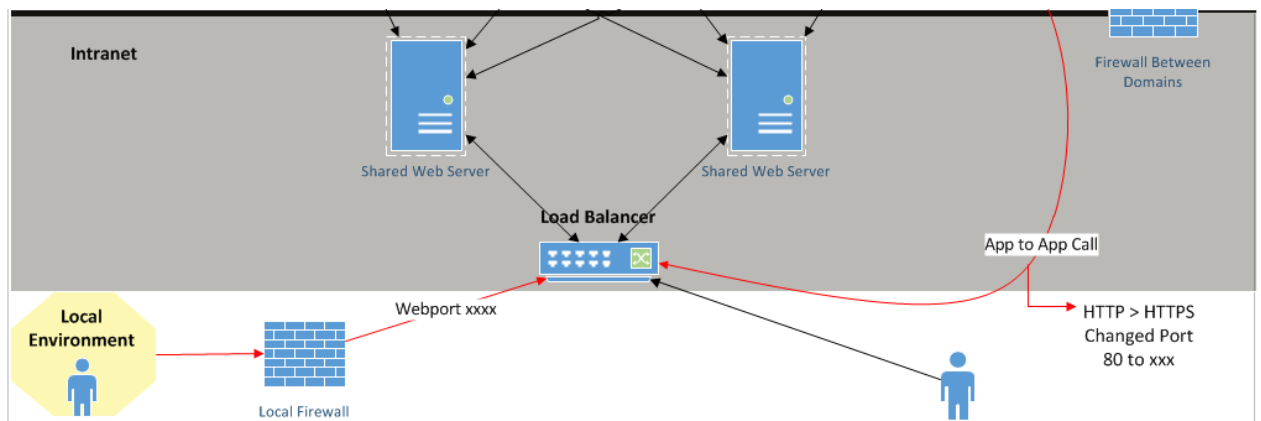 Intranet
Firewall Between
Domains
Shared Web Server
Shared Web Server
Load Balancer
App to App Call
Webport xxxx
HTTP > HTTPS
Changed Port
80 to xxx
Local
Environment
Local Firewall